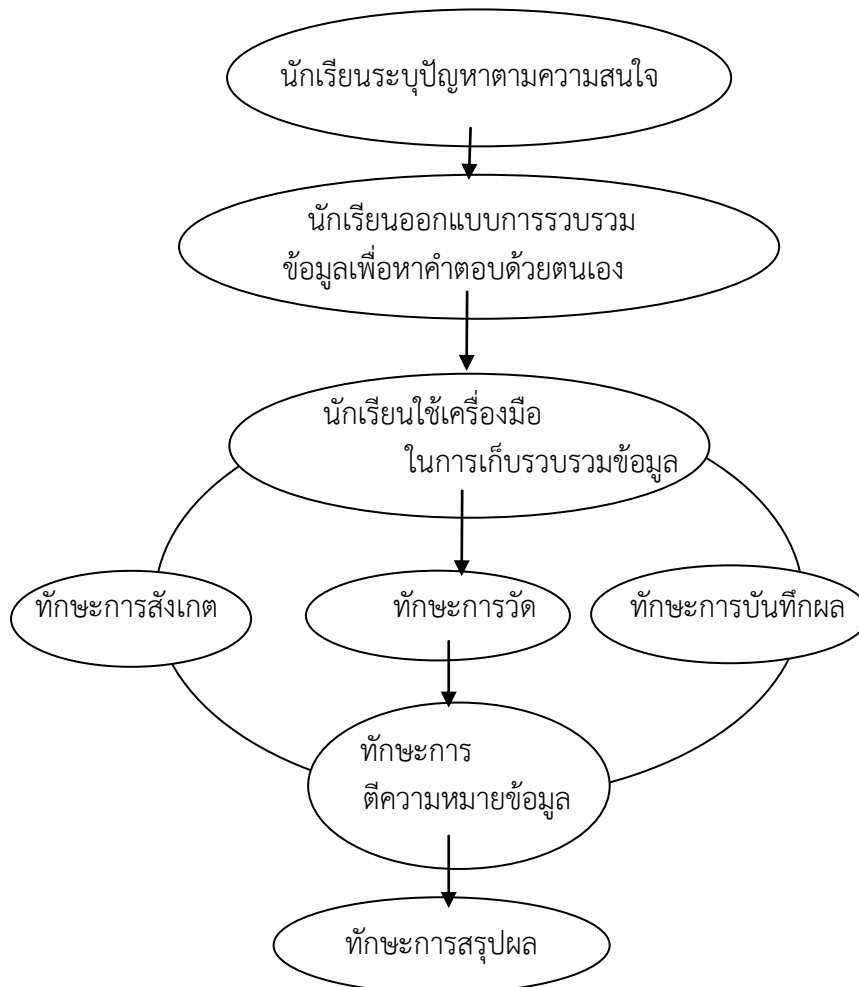 นักเรียนระบุปัญหาตามความสนใจ
นักเรียนออกแบบการรวบรวม
ข้อมูลเพื่อหาคำตอบด้วยตนเอง
นักเรียนใช้เครื่องมือ
ในการเก็บรวบรวมข้อมูล
ทักษะการสังเกต
ทักษะการวัด
ทักษะการบันทึกผล
ทักษะการ
ตีความหมายข้อมูล
ทักษะการสรุปผล